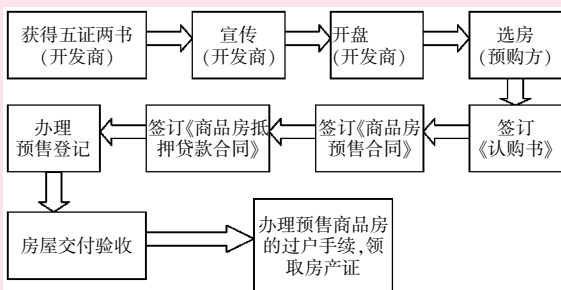 获得五证两书
(开发商)
宣传
(开发商)
开盘
(开发商)
选房
(预购方)
签订
《认购书》
签订《商品房
预售合同》
签订《商品房抵
押贷款合同》
办理
预售登记
房屋交付验收
办理预售商品房
的过户手续,领
取房产证